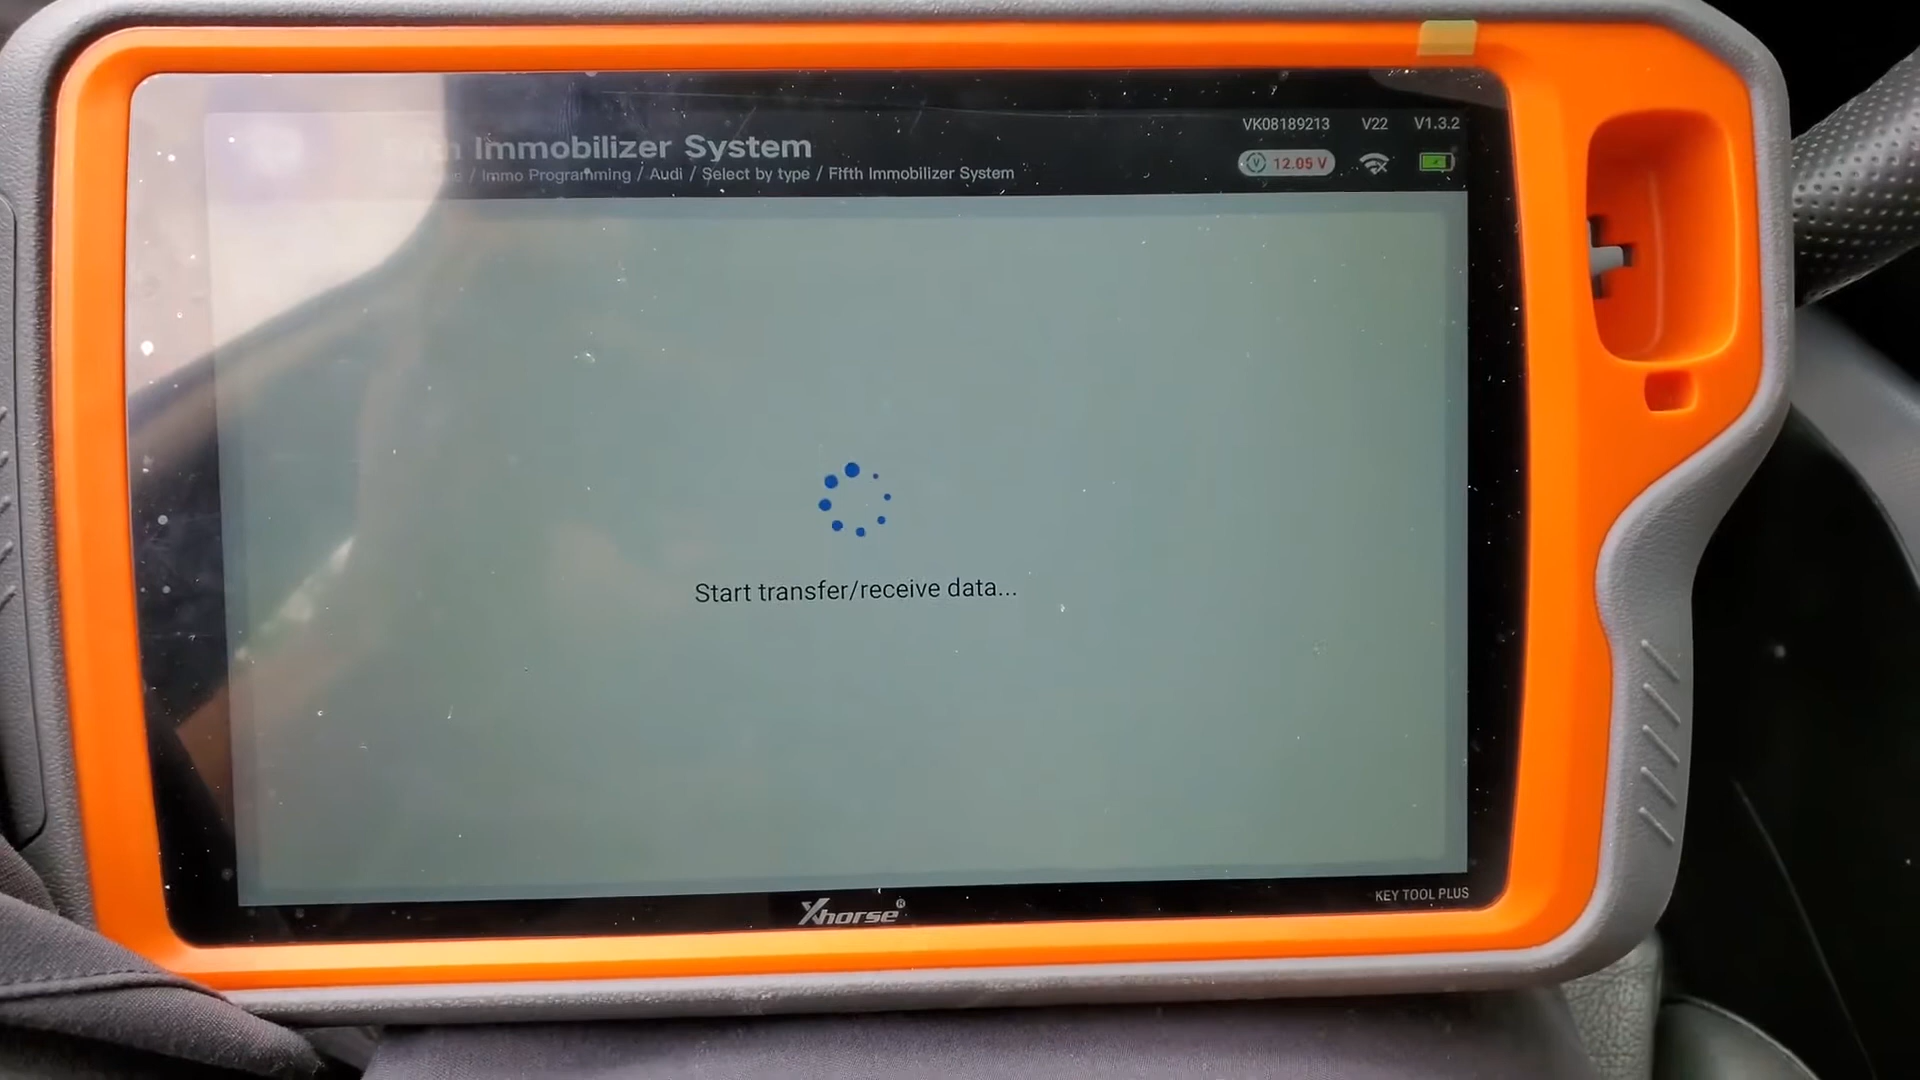 VK08189213 V22 V1.3.2
Immobilizer System
12.05 V
/ Immo Programming / Audi / Select by type / Fifth Immobilizer System
Start transfer/receive data...
Xhorse®
KEY TOOL PLUS